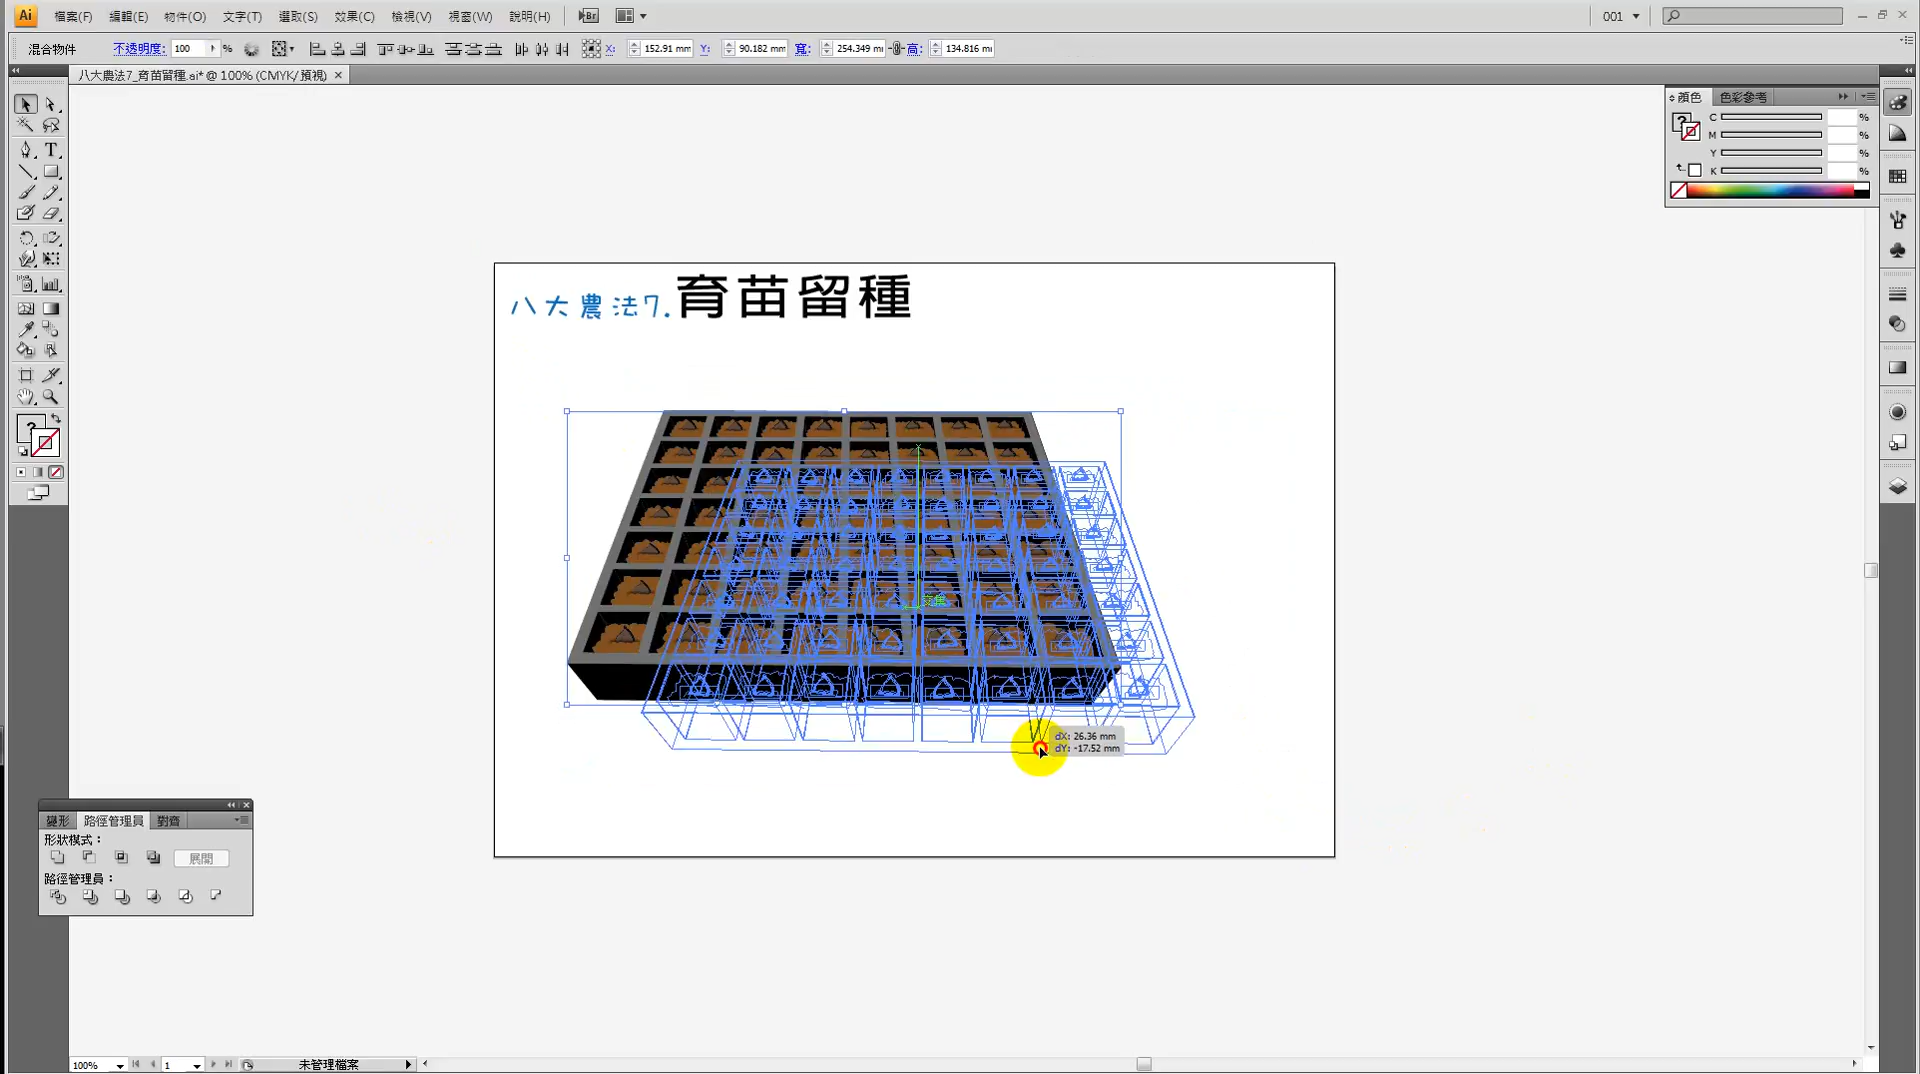 Ai 檔案(F) 編輯(E) 物件(O) 文字(T) 選取(S) 效果(C) 檢視(V) 視窗(W) 說明(H) Br 001
混合物件 不透明度: 100 % X: 152.91 mm Y: 90.182 mm 寬: 254.349 mm 高: 134.816 mm
八大農法7_育苗留種.ai* @ 100% (CMYK/預視)
顏色 色彩參考
C %
M %
Y %
K %
八大農法7.育苗留種
交集
dX: 26.36 mm
dY: -17.52 mm
變形 路徑管理員 對齊
形狀模式:
展開
路徑管理員:
100% 1 未管理檔案